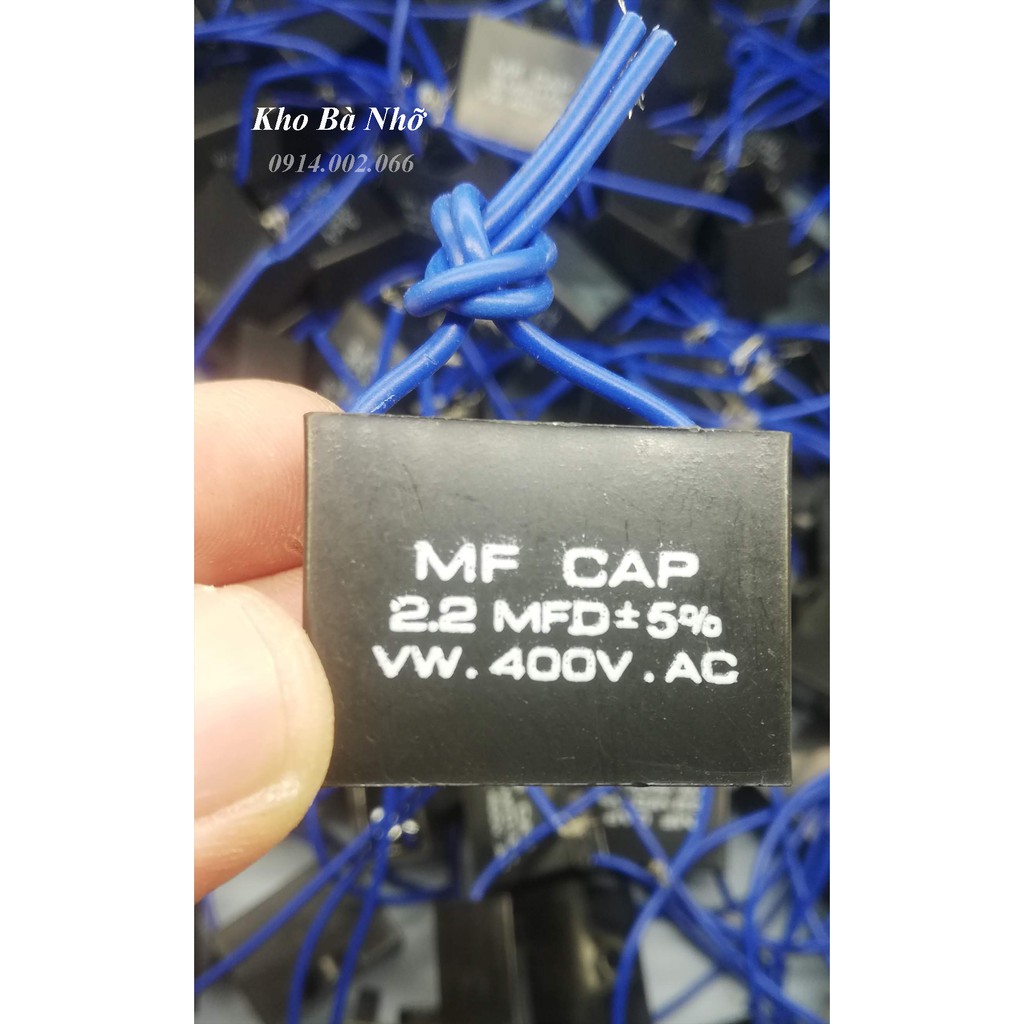 Kho Bà Nhỡ
0914.002.066
MF CAP
2.2 MFD±5%
VW.400V.AC